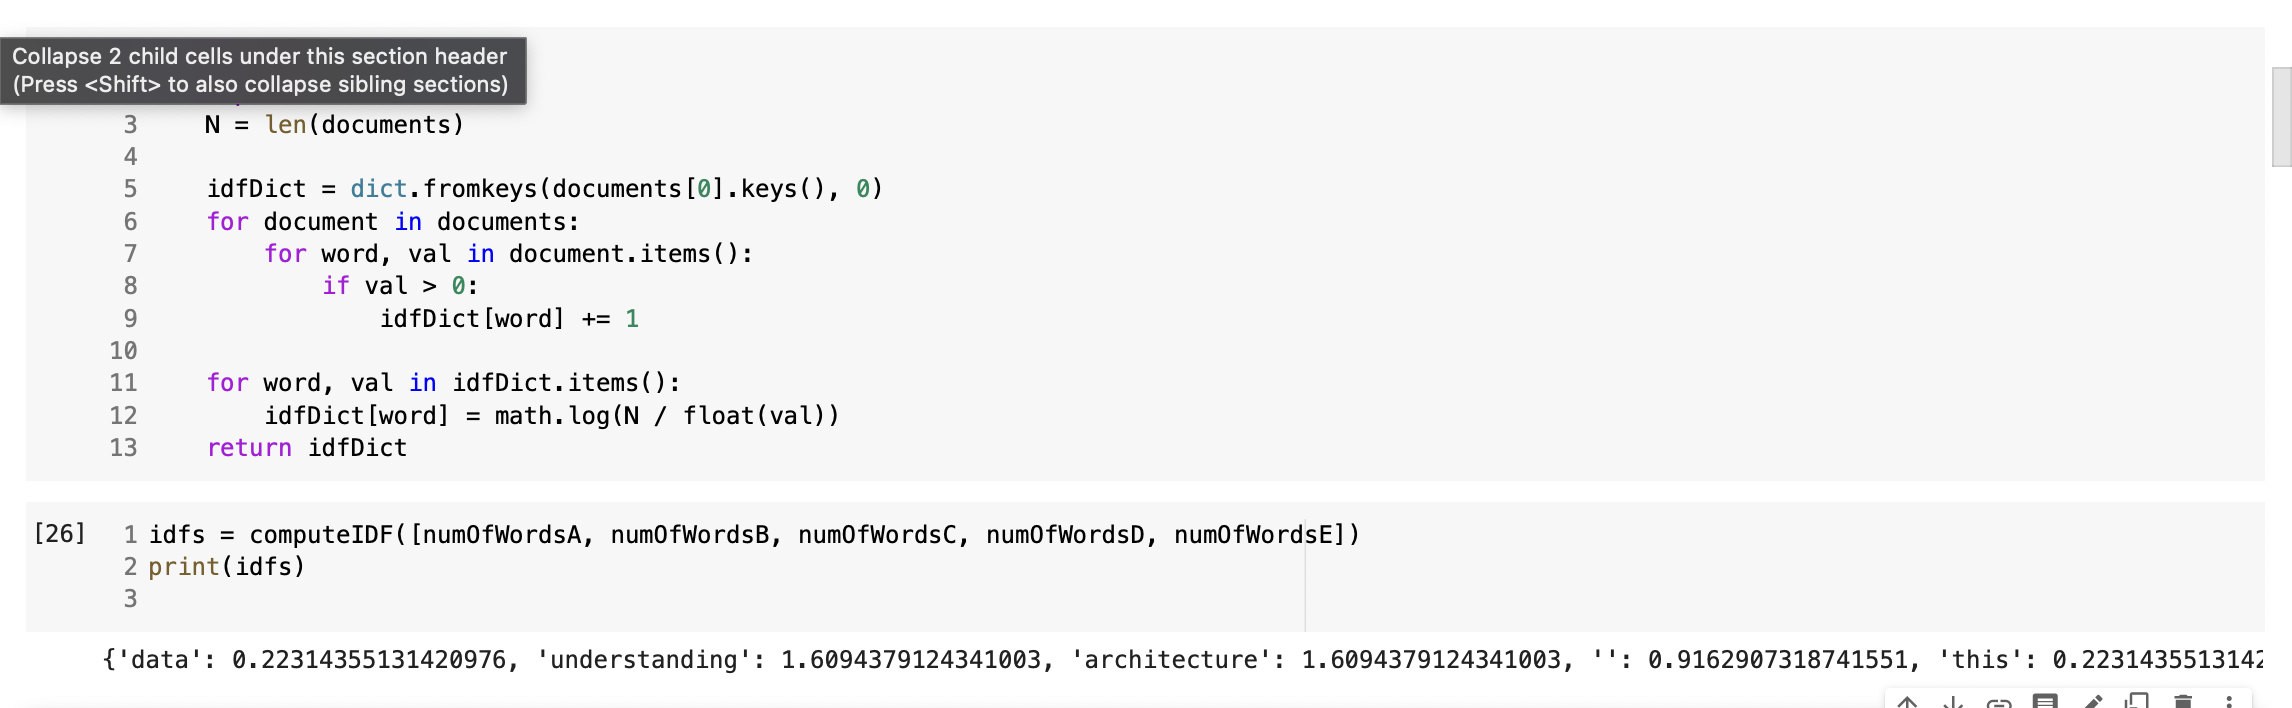 Collapse 2 child cells under this section header
(Press <Shift> to also collapse sibling sections)
3 N = len(documents)
4
5 idfDict = dict.fromkeys(documents[0].keys(), 0)
6 for document in documents:
7 for word, val in document.items():
8 if val > 0:
9 idfDict[word] += 1
10
11 for word, val in idfDict.items():
12 idfDict[word] = math.log(N / float(val))
13 return idfDict
[26] 1 idfs = computeIDF([numOfWordsA, numOfWordsB, numOfWordsC, numOfWordsD, numOfWordsE])
2 print(idfs)
3
{'data': 0.22314355131420976, 'understanding': 1.6094379124341003, 'architecture': 1.6094379124341003, '': 0.9162907318741551, 'this': 0.2231435513142